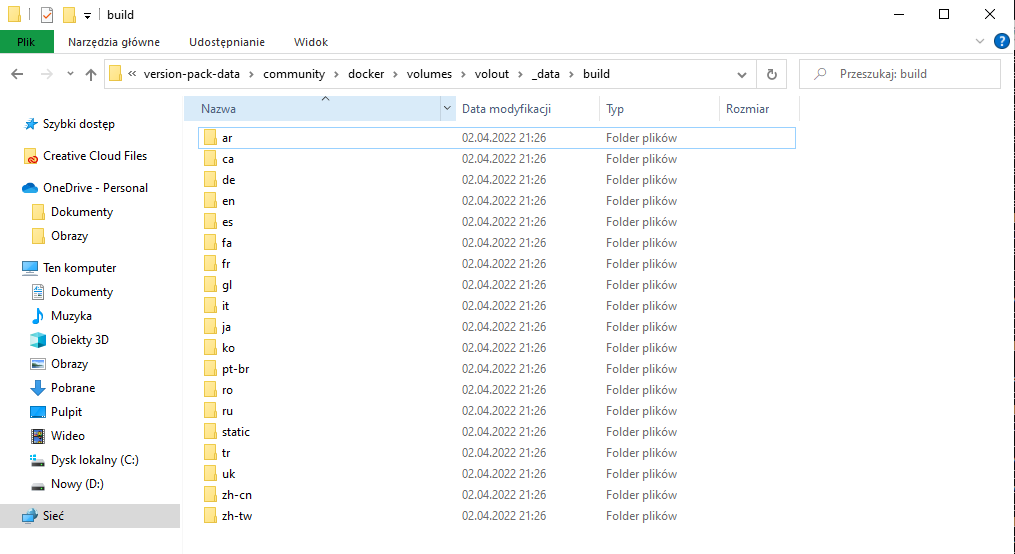 build
Plik Narzędzia główne Udostępnianie Widok
« version-pack-data › community › docker › volumes › volout › _data › build
Przeszukaj: build
Szybki dostęp
Creative Cloud Files
OneDrive - Personal
Dokumenty
Obrazy
Ten komputer
Dokumenty
Muzyka
Obiekty 3D
Obrazy
Pobrane
Pulpit
Wideo
Dysk lokalny (C:)
Nowy (D:)
Sieć
Nazwa Data modyfikacji Typ Rozmiar
ar 02.04.2022 21:26 Folder plików
ca 02.04.2022 21:26 Folder plików
de 02.04.2022 21:26 Folder plików
en 02.04.2022 21:26 Folder plików
es 02.04.2022 21:26 Folder plików
fa 02.04.2022 21:26 Folder plików
fr 02.04.2022 21:26 Folder plików
gl 02.04.2022 21:26 Folder plików
it 02.04.2022 21:26 Folder plików
ja 02.04.2022 21:26 Folder plików
ko 02.04.2022 21:26 Folder plików
pt-br 02.04.2022 21:26 Folder plików
ro 02.04.2022 21:26 Folder plików
ru 02.04.2022 21:26 Folder plików
static 02.04.2022 21:26 Folder plików
tr 02.04.2022 21:26 Folder plików
uk 02.04.2022 21:26 Folder plików
zh-cn 02.04.2022 21:26 Folder plików
zh-tw 02.04.2022 21:26 Folder plików